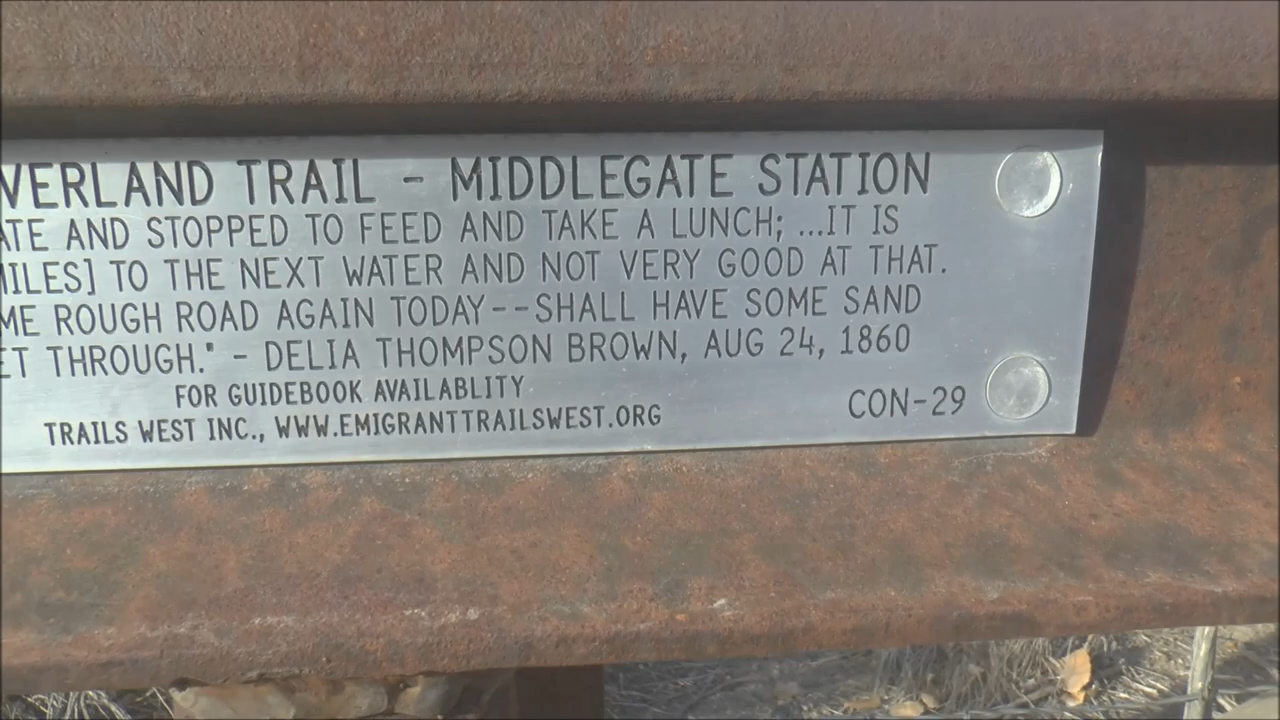 VERLAND TRAIL - MIDDLEGATE STATION
ATE AND STOPPED TO FEED AND TAKE A LUNCH; ...IT IS
MILES] TO THE NEXT WATER AND NOT VERY GOOD AT THAT.
ME ROUGH ROAD AGAIN TODAY--SHALL HAVE SOME SAND
ET THROUGH." - DELIA THOMPSON BROWN, AUG 24, 1860
FOR GUIDEBOOK AVAILABLITY
TRAILS WEST INC., WWW.EMIGRANTTRAILSWEST.ORG
CON-29